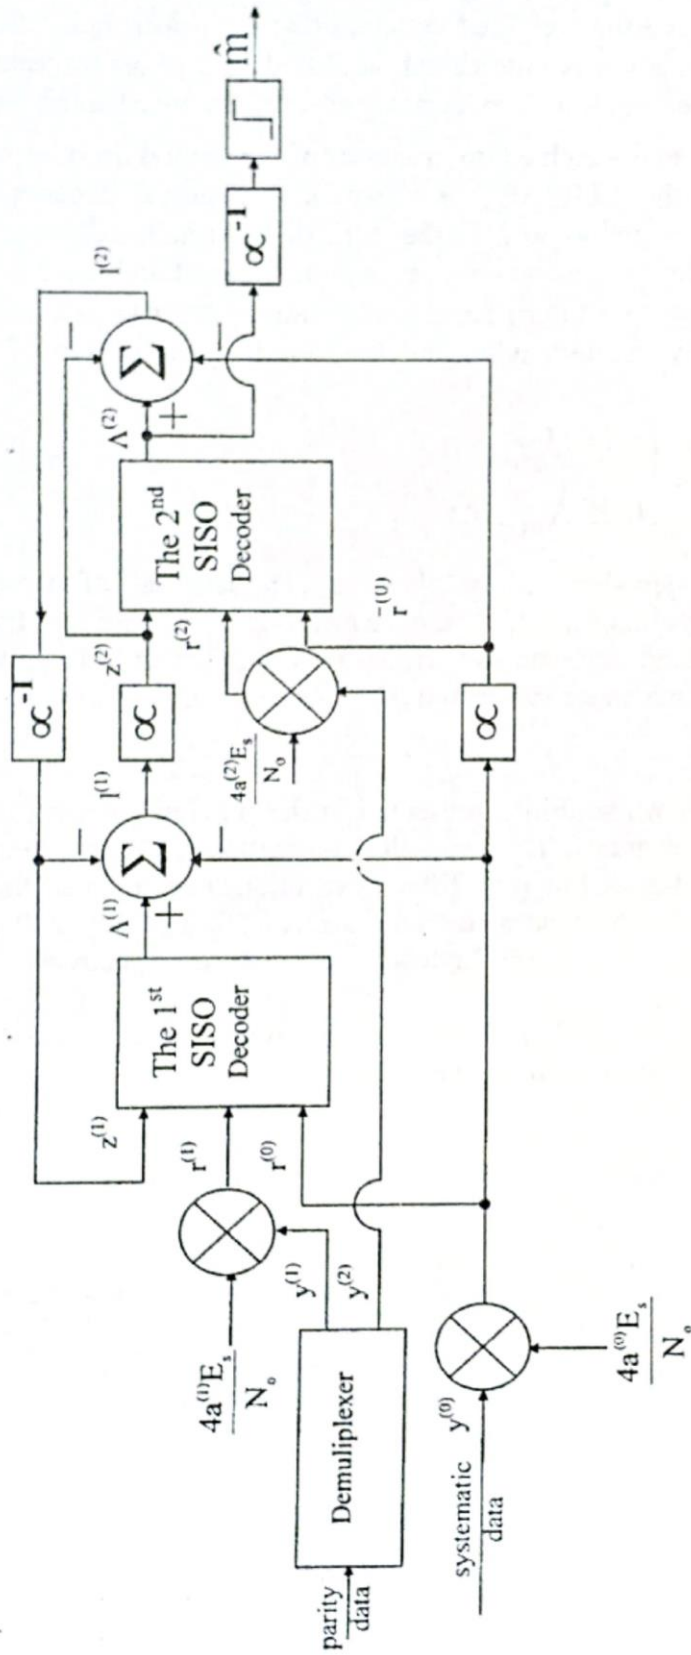 parity
data
Demuliplexer
systematic
data
y⁽⁰⁾
4a⁽⁰⁾Eₛ
Nₒ
y⁽¹⁾
y⁽²⁾
4a⁽¹⁾Eₛ
Nₒ
z⁽¹⁾
r⁽¹⁾
r⁽⁰⁾
The 1ˢᵗ
SISO
Decoder
Λ⁽¹⁾
+
−
Σ
−
l⁽¹⁾
∝
∝⁻¹
z⁽²⁾
r⁽²⁾
4a⁽²⁾Eₛ
Nₒ
∝
r̄⁽⁰⁾
The 2ⁿᵈ
SISO
Decoder
Λ⁽²⁾
+
−
Σ
−
l⁽²⁾
∝⁻¹
m̂